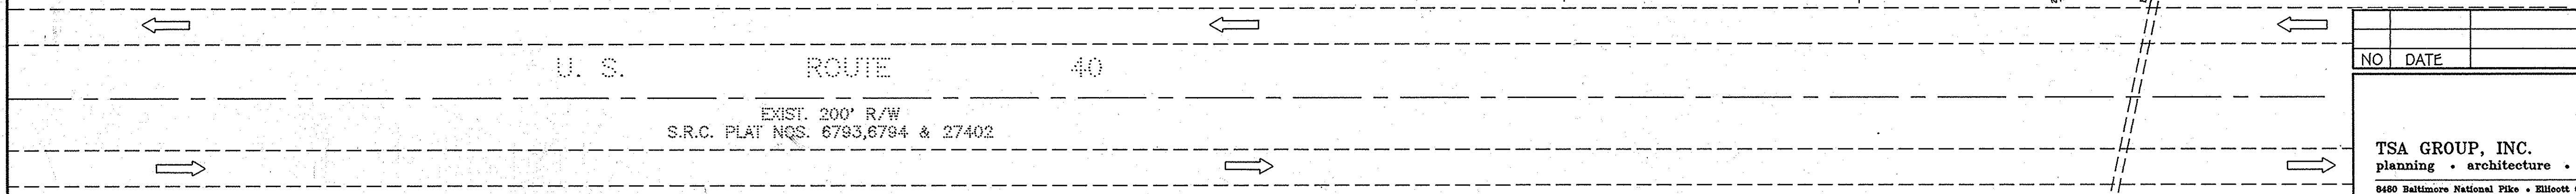 U. S. ROUTE 40
EXIST. 200' R/W
S.R.C. PLAT NOS. 6793,6794 & 27402
NO DATE
TSA GROUP, INC.
planning • architecture •
8480 Baltimore National Pike • Ellicott